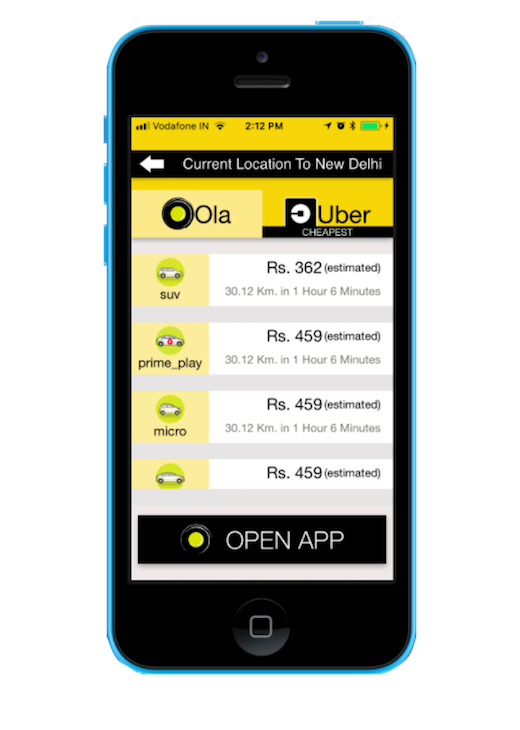 Vodafone IN 2:12 PM
Current Location To New Delhi
Ola Uber
CHEAPEST
Rs. 362 (estimated)
suv 30.12 Km. in 1 Hour 6 Minutes
Rs. 459 (estimated)
prime_play 30.12 Km. in 1 Hour 6 Minutes
Rs. 459 (estimated)
micro 30.12 Km. in 1 Hour 6 Minutes
Rs. 459 (estimated)
OPEN APP